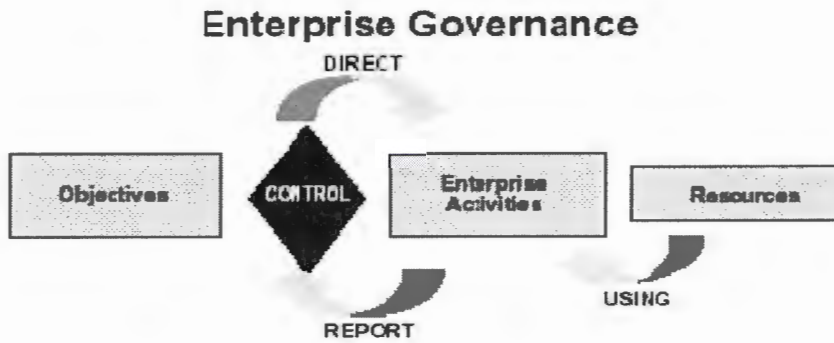 Enterprise Governance
DIRECT
Objectives
CONTROL
Enterprise
Activities
Resources
USING
REPORT